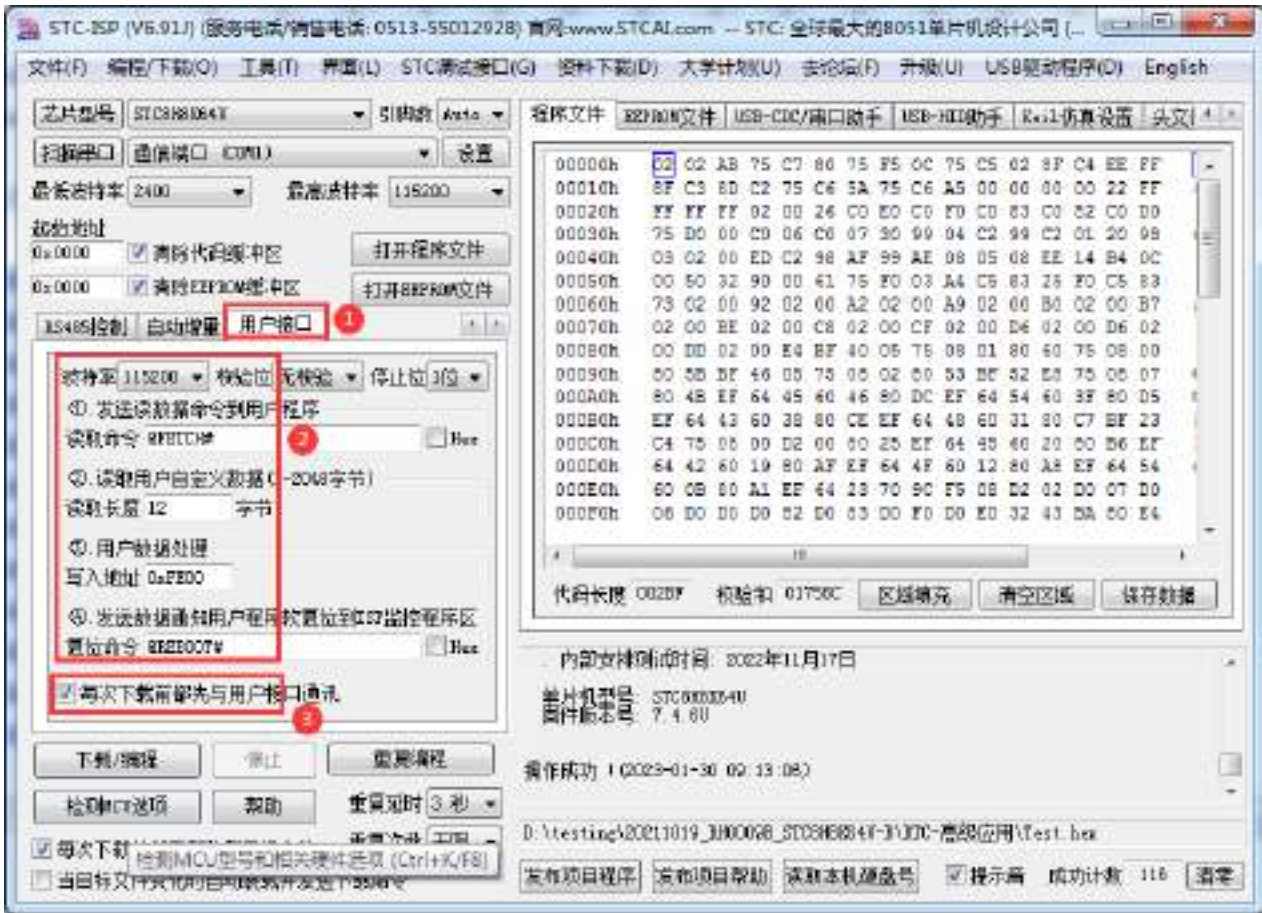 STC-ISP (V6.91J) (服务电话/销售电话: 0513-55012928) 官网:www.STCAI.com -- STC: 全球最大的8051单片机设计公司 (...
文件(F) 编程/下载(O) 工具(T) 界面(L) STC调试接口(G) 资料下载(D) 大学计划(U) 去论坛(F) 升级(U) USB驱动程序(O) English
芯片型号 引脚数 Auto
扫描串口 通信端口 (COM1) 设置
最低波特率 2400 最高波特率 115200
起始地址
0x0000 清除代码缓冲区 打开程序文件
0x0000 清除EEPROM缓冲区 打开EEPROM文件
RS485控制 自动增量 用户接口 1
波特率 115200 校验位 无校验 停止位 1位
①.发送读数据命令到用户程序
读取命令 2 Hex
②.读取用户自定义数据(1-2048字节)
读取长度 12 字节
③.用户数据处理
写入地址 0xFE00
④.发送数据通知用户程序软复位到ISP监控程序区
复位命令 @REBOOT# Hex
每次下载前都先与用户接口通讯
3
下载/编程 停止 重复编程
检测MCU选项 帮助 重复延时 3 秒
每次下载 重复次数 无限
检测MCU型号和相关硬件选项 (Ctrl+K/F8)
程序文件 EEPROM文件 USB-CDC/串口助手 USB-HID助手 Keil仿真设置 头文
00000h 02 02 AB 75 C7 80 75 F5 0C 75 C5 02 8F C4 EE FF
00010h 8F C3 8D C2 75 C6 5A 75 C6 A5 00 00 00 00 22 FF
00020h FF FF FF 02 00 26 C0 E0 C0 F0 C0 83 C0 82 C0 D0
00030h 75 D0 00 C0 06 C0 07 30 99 04 C2 99 C2 01 20 98
00040h 03 02 00 ED C2 98 AF 99 AE 08 05 08 EE 14 B4 0C
00050h 00 50 32 90 00 61 75 F0 03 A4 C5 83 25 F0 C5 83
00060h 73 02 00 92 02 00 A2 02 00 A9 02 00 B0 02 00 B7
00070h 02 00 BE 02 00 C8 02 00 CF 02 00 D6 02 00 D6 02
00080h 00 DD 02 00 E4 BF 40 05 75 08 01 80 60 75 08 00
00090h 80 5B BF 46 05 75 08 02 80 53 BF 52 E8 75 08 07
000A0h 80 4B EF 64 45 60 46 80 DC EF 64 54 60 3F 80 D5
000B0h EF 64 43 60 38 80 CE EF 64 48 60 31 80 C7 BF 23
000C0h C4 75 08 00 D2 00 80 25 EF 64 45 60 20 80 B6 EF
000D0h 64 42 60 19 80 AF EF 64 4F 60 12 80 A8 EF 64 54
000E0h 60 0B 80 A1 EF 64 23 70 9C F5 08 D2 02 D0 07 D0
000F0h 06 D0 D0 D0 82 D0 83 D0 F0 D0 E0 32 43 BA 80 E4
代码长度 校验和 区域填充 清空区域 保存数据
. 内部安排测试时间: 2022年11月17日
单片机型号: STC8H8K64U
固件版本号: 7.4.6U
操作成功 !(2023-01-30 09:13:08)
发布项目程序 发布项目帮助 读取本机硬盘号 提示音 成功计数 116 清零